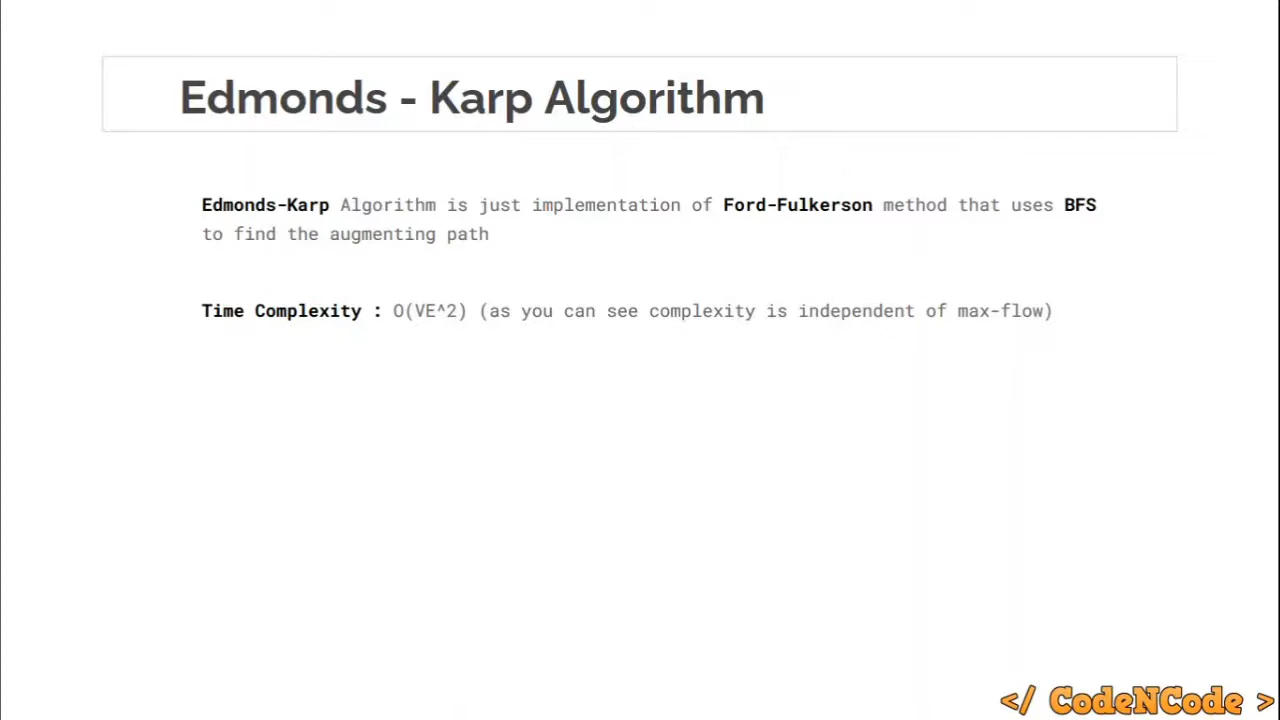 Edmonds - Karp Algorithm
Edmonds-Karp Algorithm is just implementation of Ford-Fulkerson method that uses BFS
to find the augmenting path
Time Complexity : O(VE^2) (as you can see complexity is independent of max-flow)
</ CodeNCode >